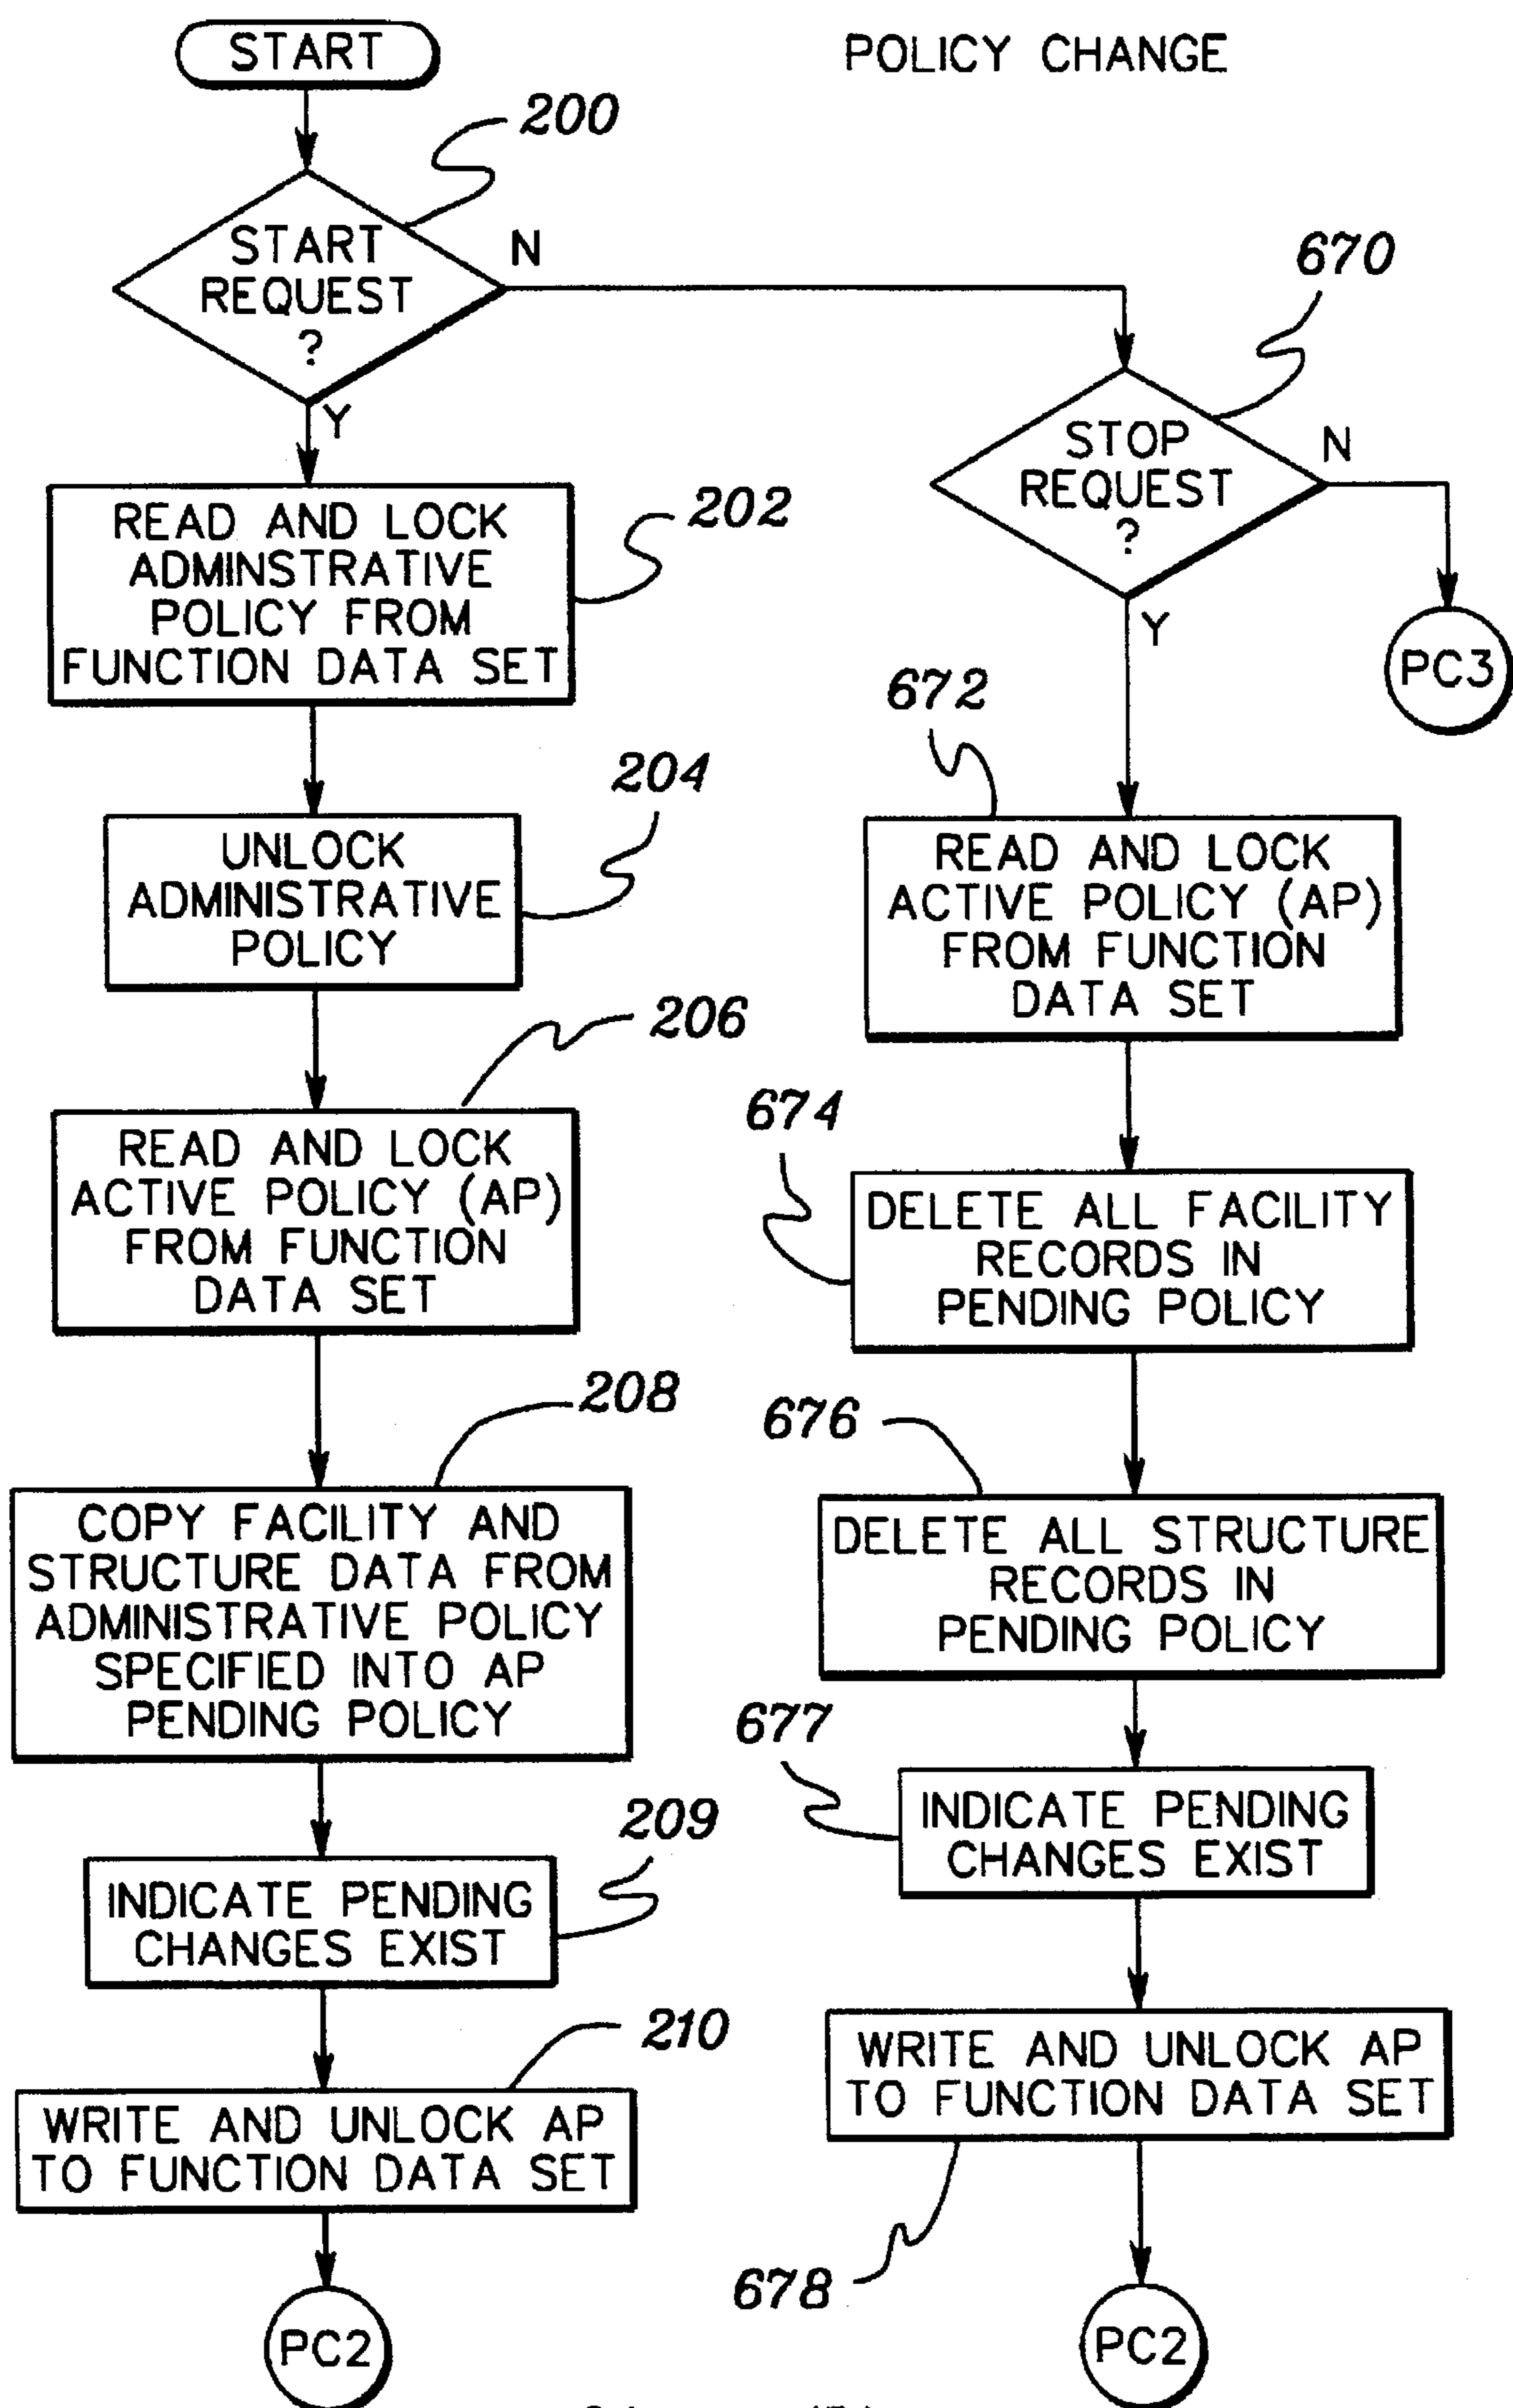 START
POLICY CHANGE
200
START
REQUEST
?
N
Y
670
STOP
REQUEST
?
N
Y
PC3
202
READ AND LOCK
ADMINSTRATIVE
POLICY FROM
FUNCTION DATA SET
204
UNLOCK
ADMINISTRATIVE
POLICY
206
READ AND LOCK
ACTIVE POLICY (AP)
FROM FUNCTION
DATA SET
208
COPY FACILITY AND
STRUCTURE DATA FROM
ADMINISTRATIVE POLICY
SPECIFIED INTO AP
PENDING POLICY
209
INDICATE PENDING
CHANGES EXIST
210
WRITE AND UNLOCK AP
TO FUNCTION DATA SET
PC2
672
READ AND LOCK
ACTIVE POLICY (AP)
FROM FUNCTION
DATA SET
674
DELETE ALL FACILITY
RECORDS IN
PENDING POLICY
676
DELETE ALL STRUCTURE
RECORDS IN
PENDING POLICY
677
INDICATE PENDING
CHANGES EXIST
WRITE AND UNLOCK AP
TO FUNCTION DATA SET
678
PC2